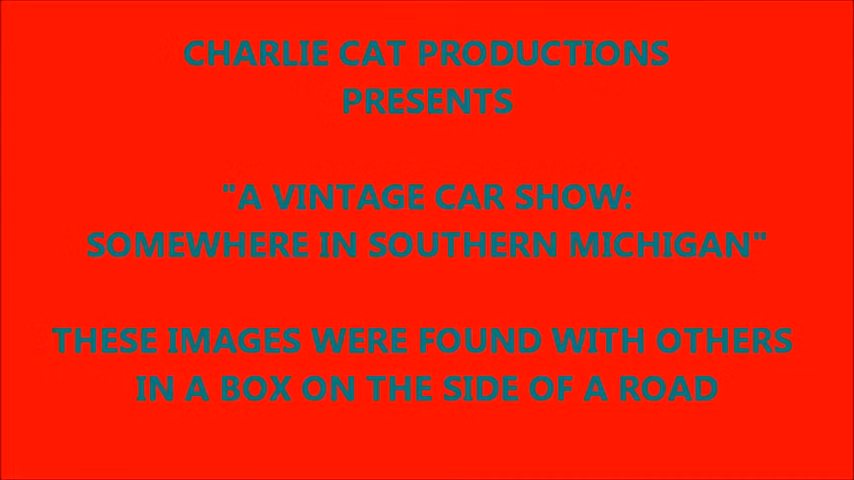 CHARLIE CAT PRODUCTIONS
PRESENTS
"A VINTAGE CAR SHOW:
SOMEWHERE IN SOUTHERN MICHIGAN"
THESE IMAGES WERE FOUND WITH OTHERS
IN A BOX ON THE SIDE OF A ROAD